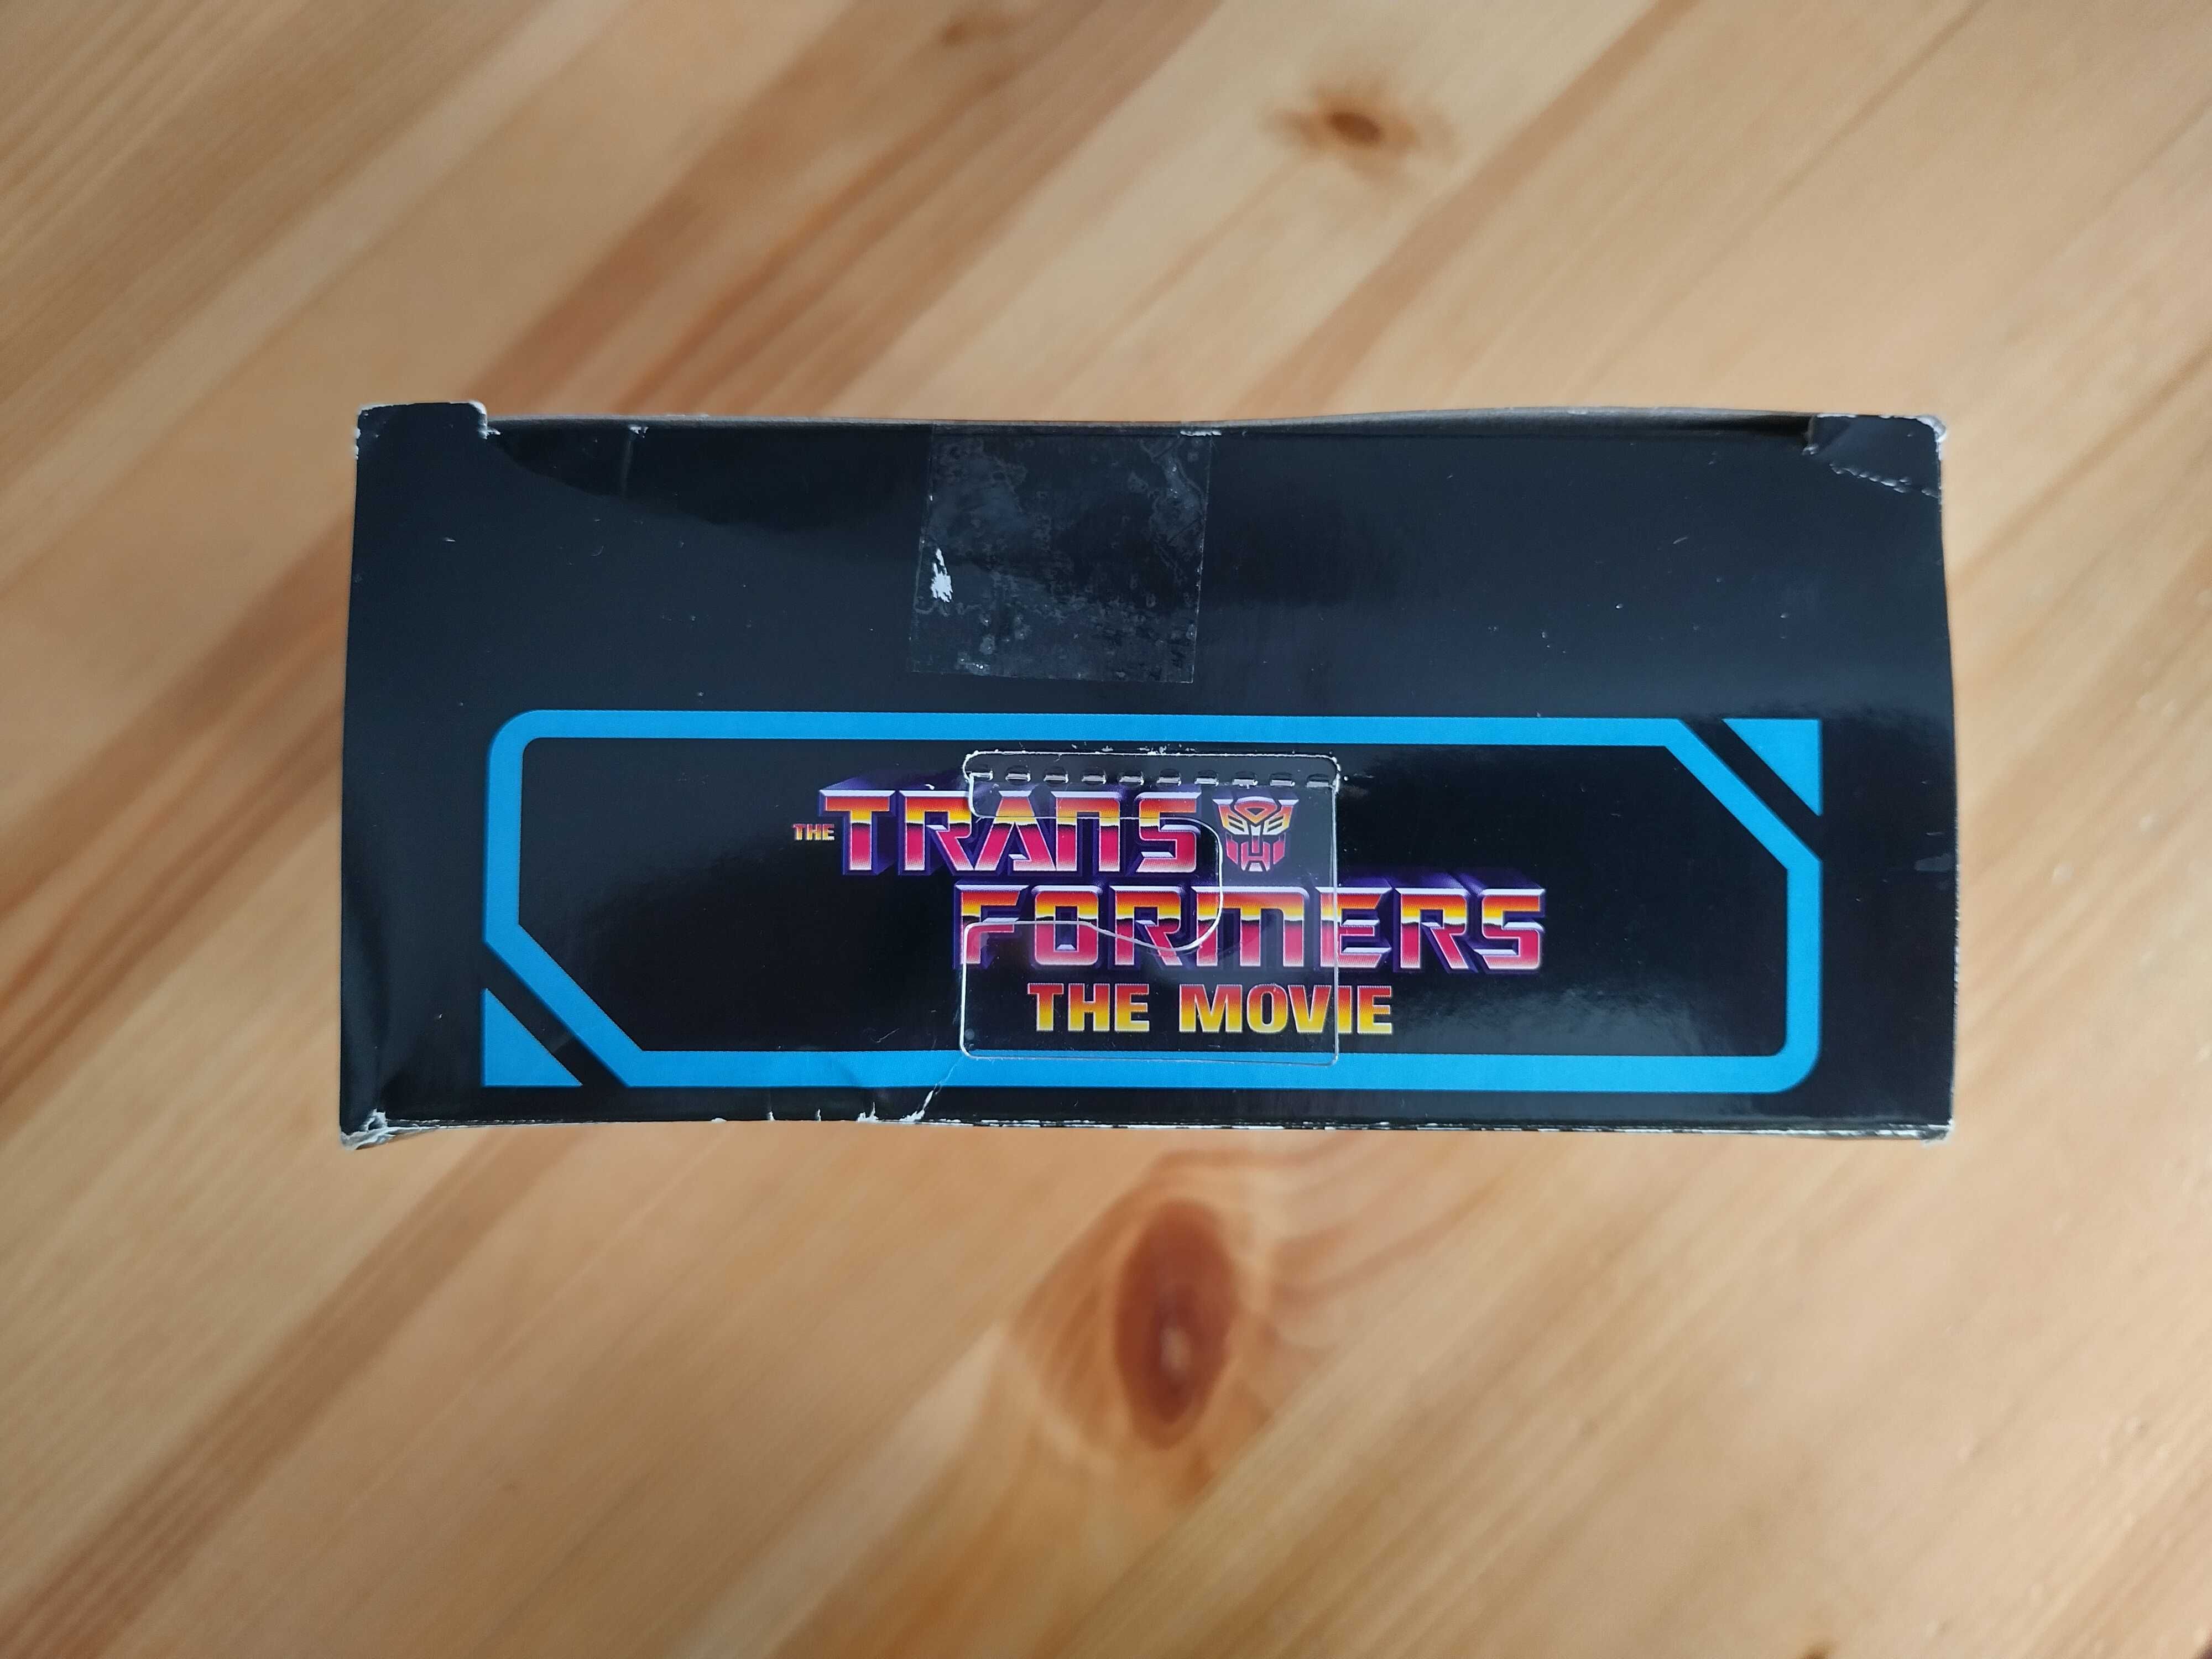 THE TRANS
FORMERS
THE MOVIE